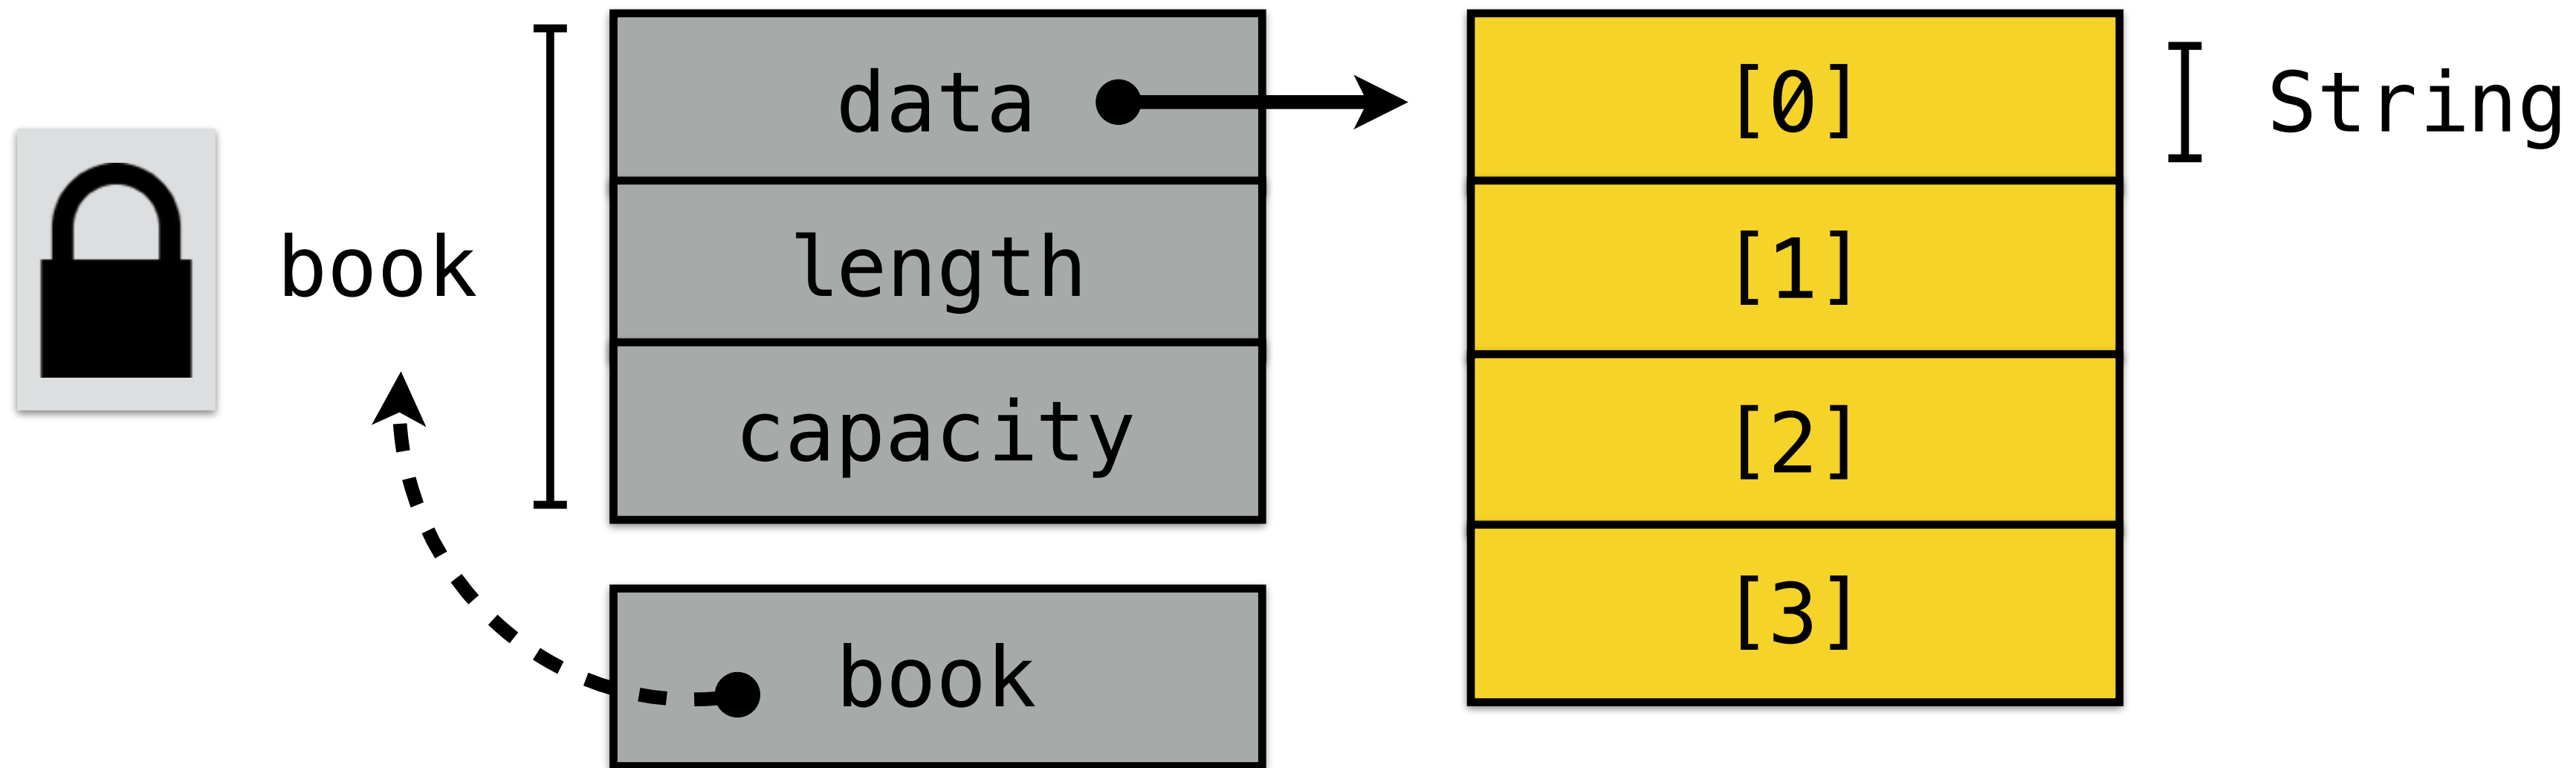 book
data
length
capacity
book
[0]
[1]
[2]
[3]
String